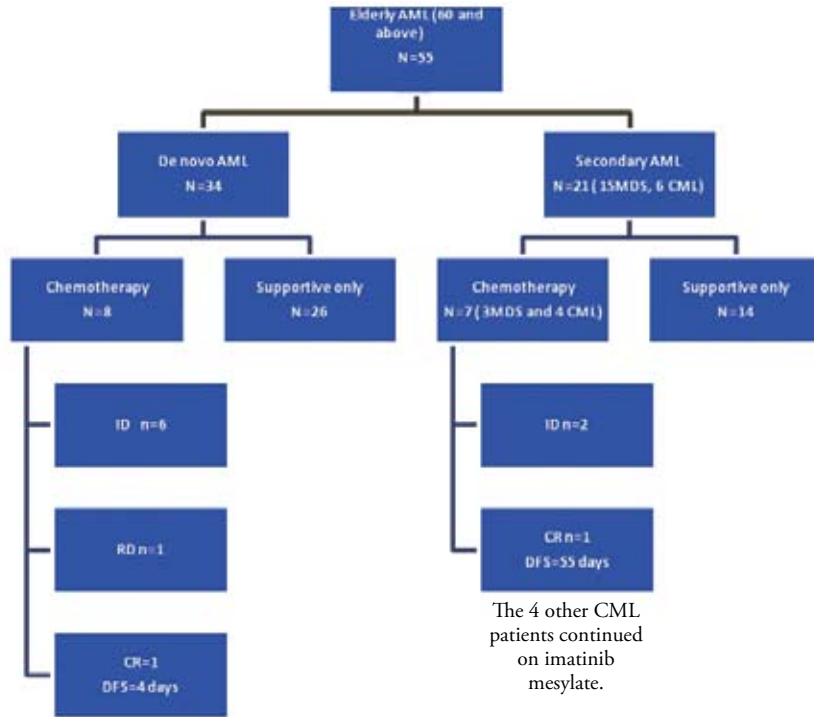 Elderly AML (60 and
above)
N=55
De novo AML
N=34
Secondary AML
N=21 ( 15MDS, 6 CML)
Chemotherapy
N=8
Supportive only
N=26
Chemotherapy
N=7( 3MDS and 4 CML)
Supportive only
N=14
ID n=6
RD n=1
CR=1
DFS=4 days
ID n=2
CR n=1
DFS=55 days
The 4 other CML
patients continued
on imatinib
mesylate.